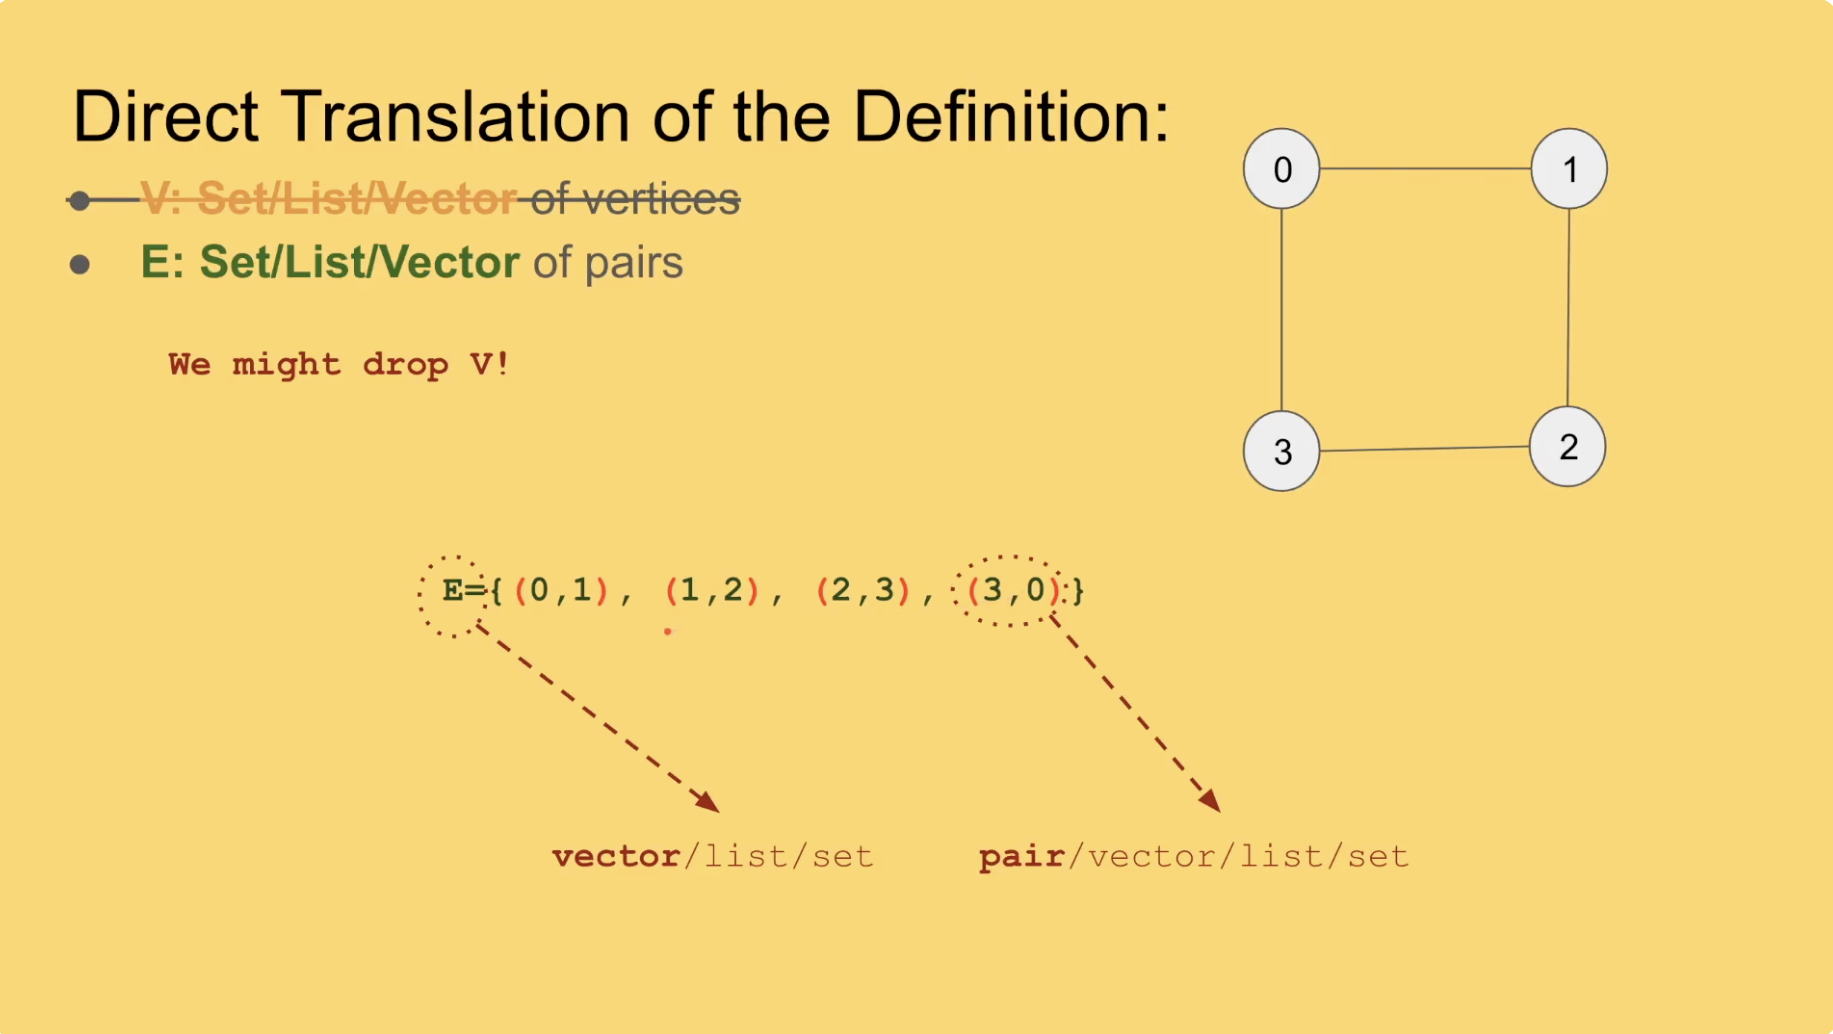 Direct Translation of the Definition:
V: Set/List/Vector of vertices
E: Set/List/Vector of pairs
We might drop V!
0
1
3
2
E={(0,1), (1,2), (2,3), (3,0)}
vector/list/set
pair/vector/list/set